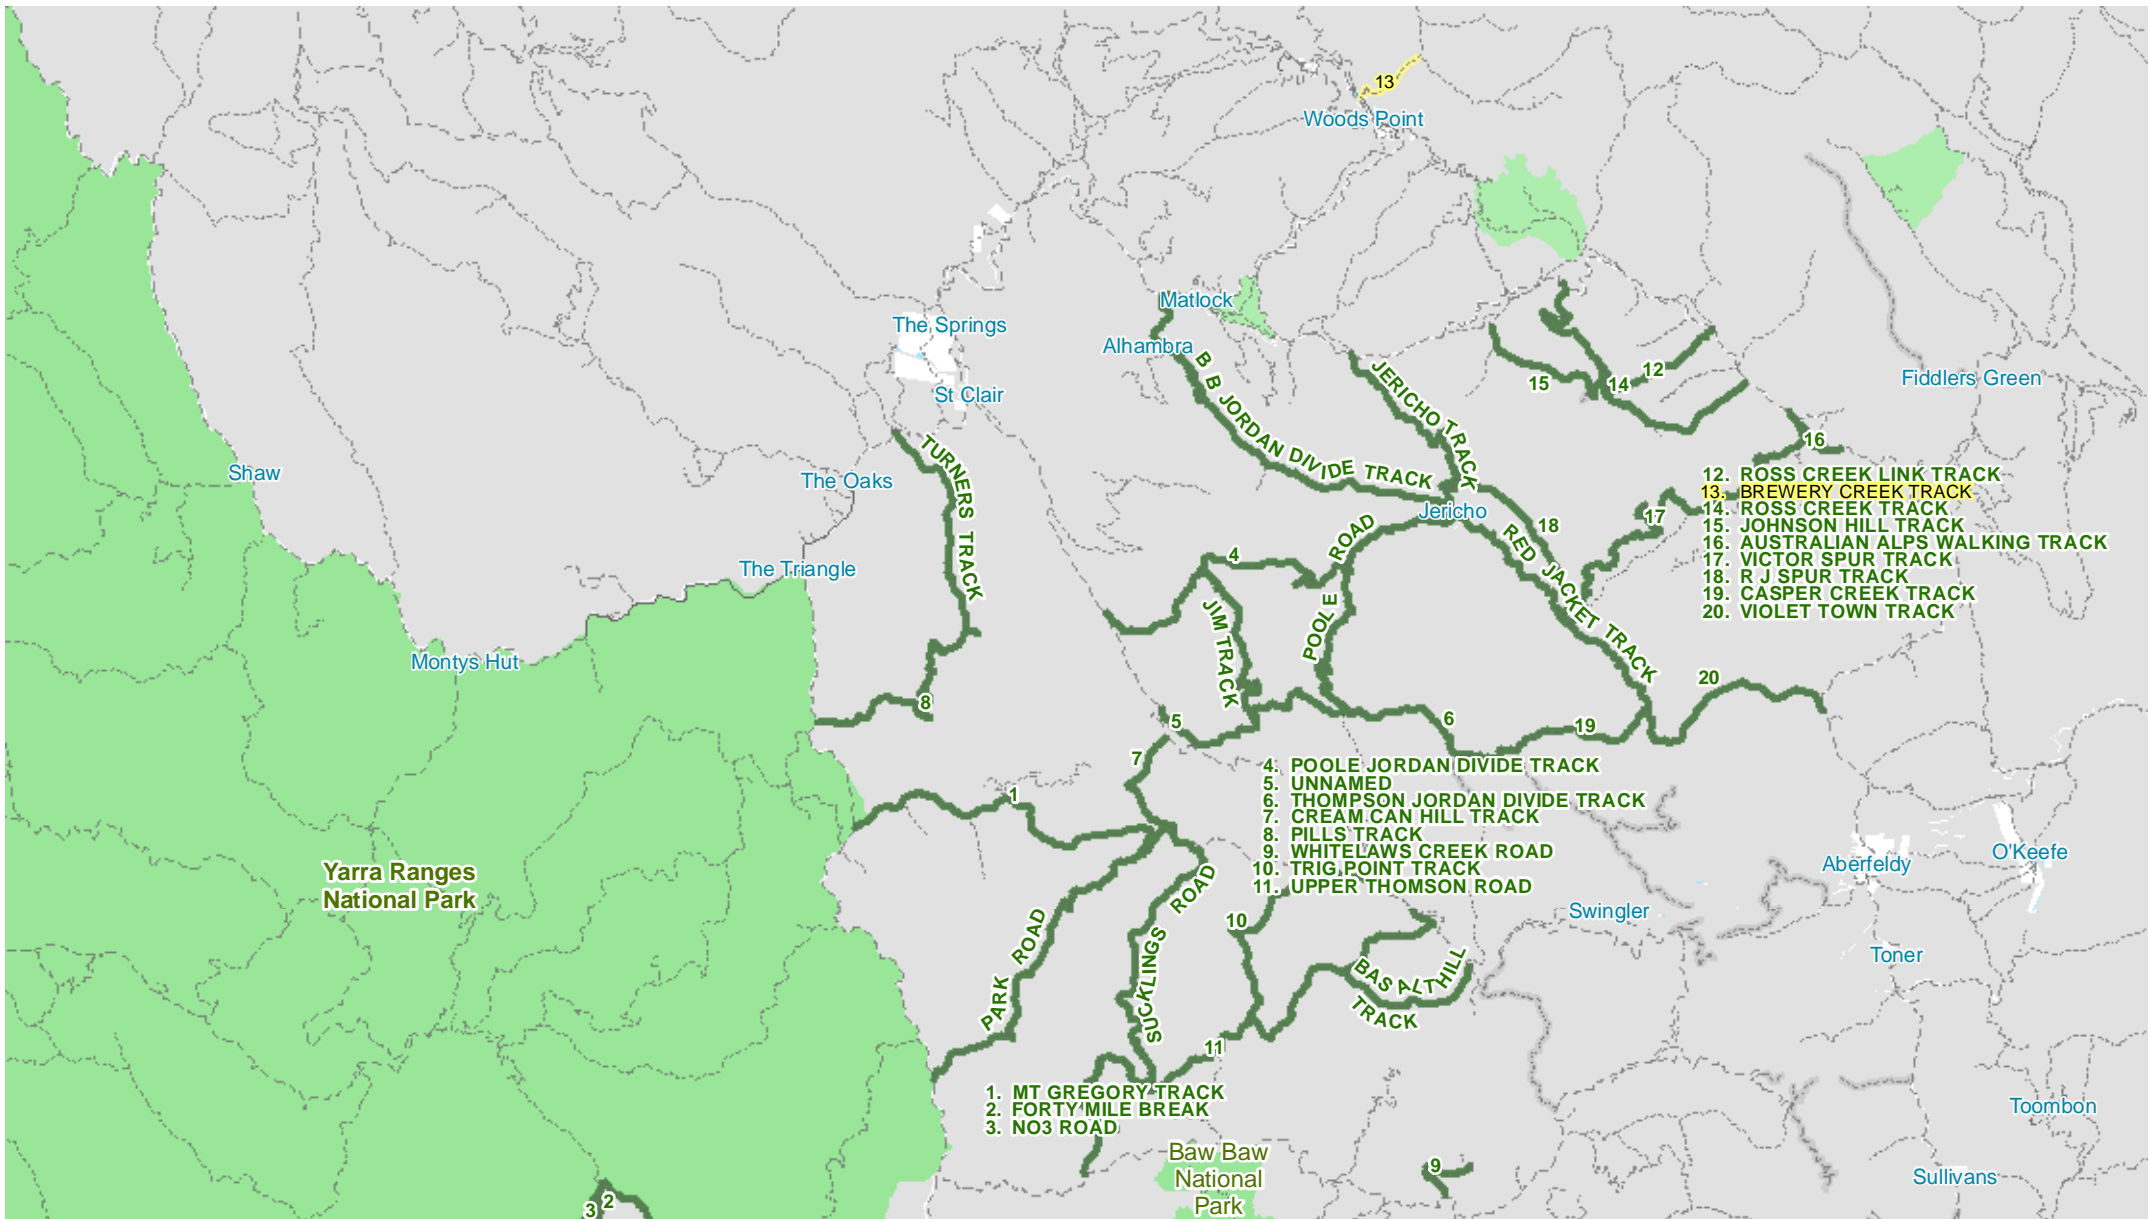 13
Woods Point
Matlock
The Springs
Alhambra
St Clair
Fiddlers Green
B B JORDAN DIVIDE TRACK
JERICHO TRACK
15
14
12
16
TURNERS TRACK
Shaw
The Oaks
12. ROSS CREEK LINK TRACK
13. BREWERY CREEK TRACK
14. ROSS CREEK TRACK
15. JOHNSON HILL TRACK
16. AUSTRALIAN ALPS WALKING TRACK
17. VICTOR SPUR TRACK
18. R J SPUR TRACK
19. CASPER CREEK TRACK
20. VIOLET TOWN TRACK
Jericho
17
18
RED JACKET TRACK
POOLE ROAD
4
The Triangle
JIM TRACK
Montys Hut
20
8
5
6
19
7
4. POOLE JORDAN DIVIDE TRACK
5. UNNAMED
6. THOMPSON JORDAN DIVIDE TRACK
7. CREAM CAN HILL TRACK
8. PILLS TRACK
9. WHITELAWS CREEK ROAD
10. TRIG POINT TRACK
11. UPPER THOMSON ROAD
1
Yarra Ranges
National Park
Aberfeldy
O'Keefe
Swingler
Toner
PARK ROAD
SUCKLINGS ROAD
10
BASALT HILL
TRACK
11
1. MT GREGORY TRACK
2. FORTY MILE BREAK
3. NO3 ROAD
Toombon
Baw Baw
National
Park
9
Sullivans
3
2